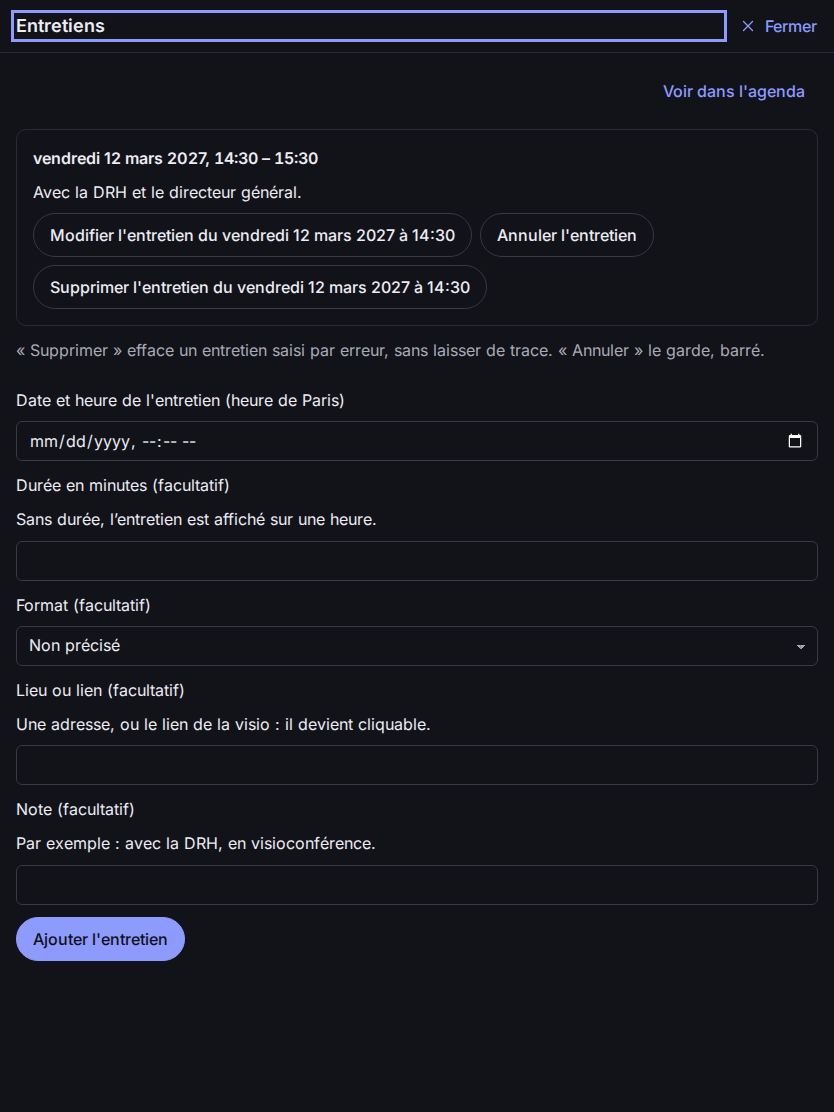 Entretiens
Fermer
Voir dans l'agenda
vendredi 12 mars 2027, 14:30 – 15:30
Avec la DRH et le directeur général.
Modifier l'entretien du vendredi 12 mars 2027 à 14:30
Annuler l'entretien
Supprimer l'entretien du vendredi 12 mars 2027 à 14:30
« Supprimer » efface un entretien saisi par erreur, sans laisser de trace. « Annuler » le garde, barré.
Date et heure de l'entretien (heure de Paris)
mm/dd/yyyy, --:-- --
Durée en minutes (facultatif)
Sans durée, l’entretien est affiché sur une heure.
Format (facultatif)
Non précisé
Lieu ou lien (facultatif)
Une adresse, ou le lien de la visio : il devient cliquable.
Note (facultatif)
Par exemple : avec la DRH, en visioconférence.
Ajouter l'entretien